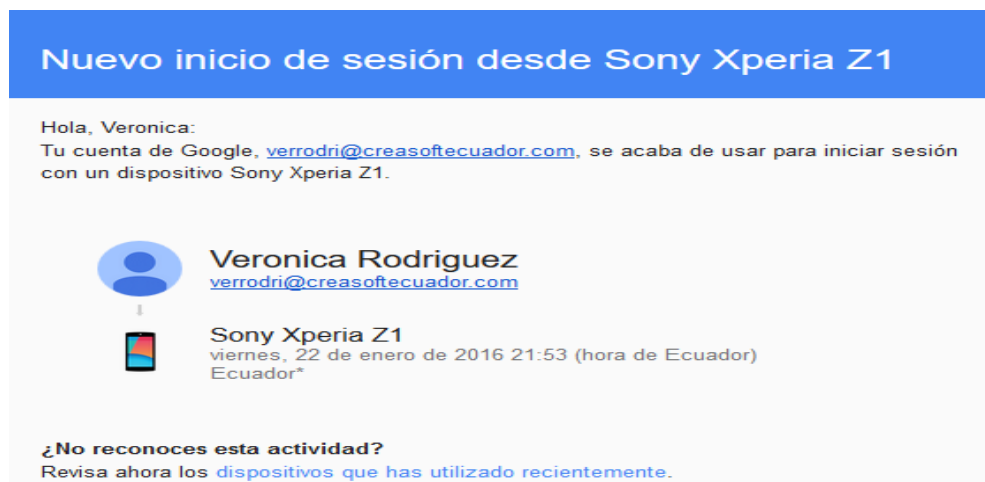 Nuevo inicio de sesión desde Sony Xperia Z1
Hola, Veronica:
Tu cuenta de Google, verrodri@creasoftecuador.com, se acaba de usar para iniciar sesión
con un dispositivo Sony Xperia Z1.
Veronica Rodriguez
verrodri@creasoftecuador.com
Sony Xperia Z1
viernes, 22 de enero de 2016 21:53 (hora de Ecuador)
Ecuador*
¿No reconoces esta actividad?
Revisa ahora los dispositivos que has utilizado recientemente.